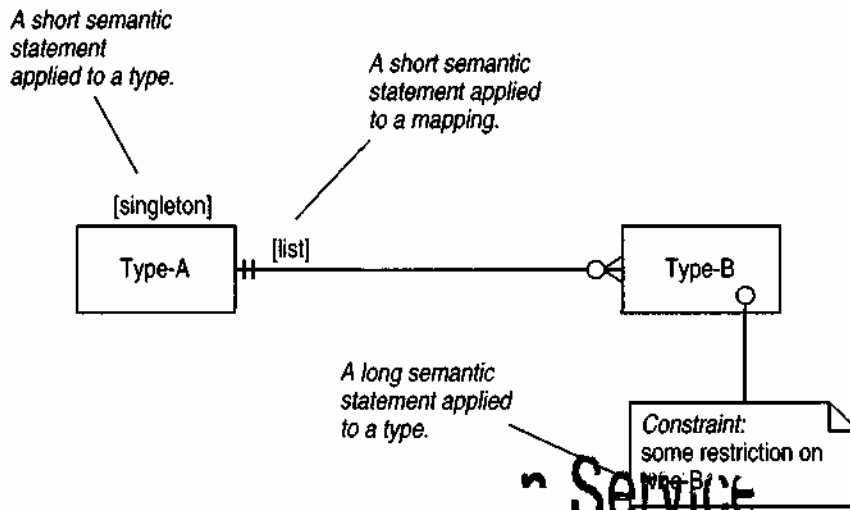 A short semantic
statement
applied to a type.
A short semantic
statement applied
to a mapping.
[singleton]
[list]
Type-A
Type-B
A long semantic
statement applied
to a type.
Constraint:
some restriction on
Service